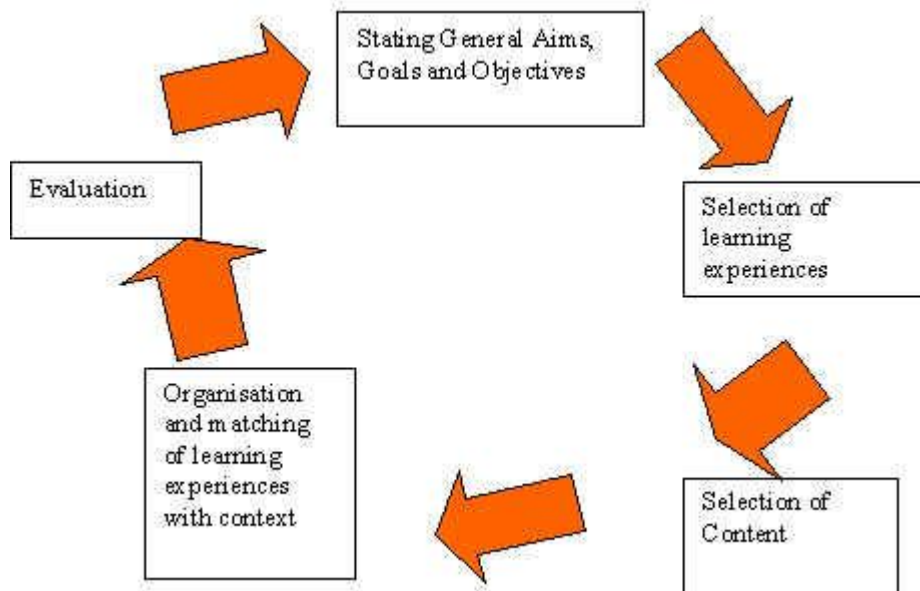 Stating General Aims,
Goals and Objectives
Selection of
learning
experiences
Selection of
Content
Organisation
and matching
of learning
experiences
with context
Evaluation